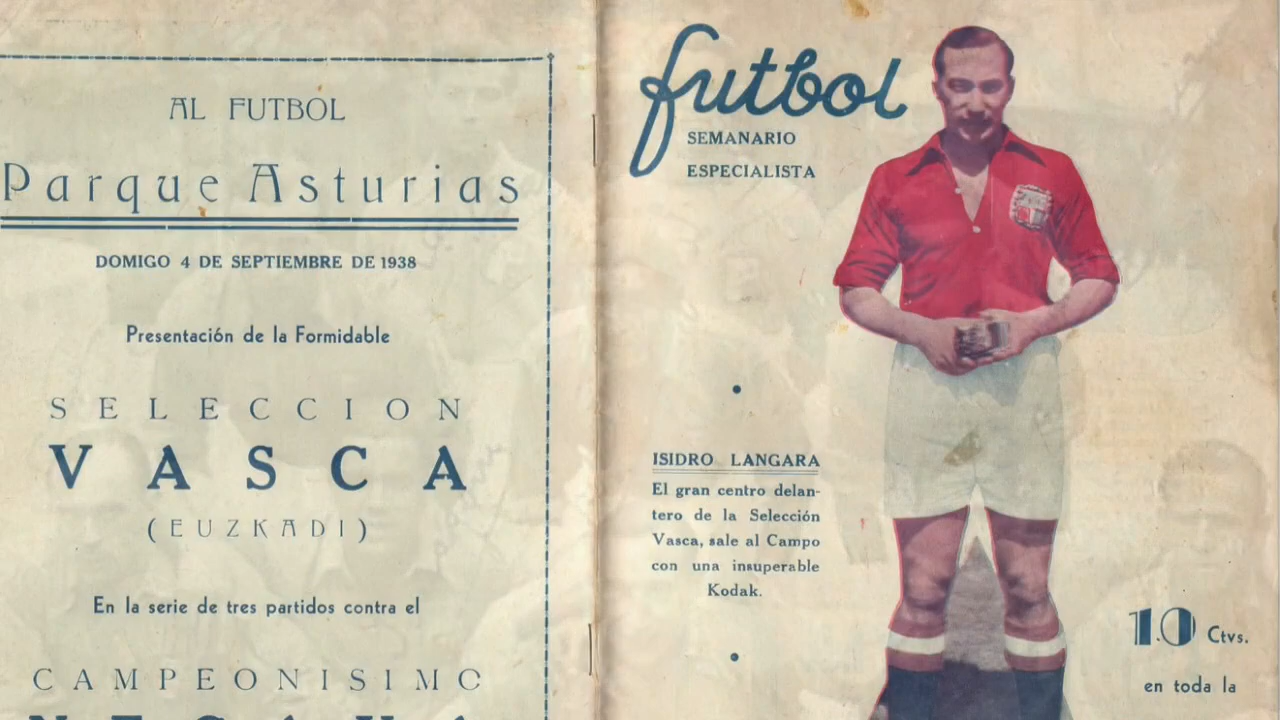 AL FUTBOL
Parque Asturias
DOMIGO 4 DE SEPTIEMBRE DE 1938
Presentación de la Formidable
SELECCION
VASCA
(EUZKADI)
En la serie de tres partidos contra el
CAMPEONISIMO
futbol
SEMANARIO
ESPECIALISTA
ISIDRO LANGARA
El gran centro delan-
tero de la Selección
Vasca, sale al Campo
con una insuperable
Kodak.
10 Ctvs.
en toda la